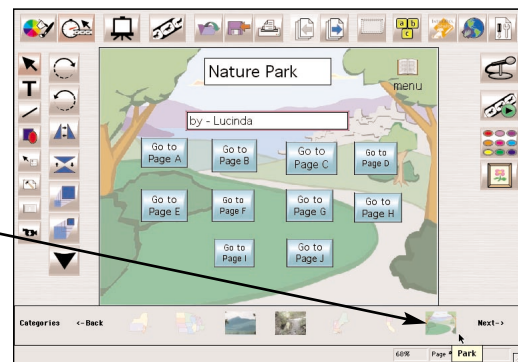 a b
c
Nature Park
menu
by - Lucinda
Go to
Page A
Go to
Page B
Go to
Page C
Go to
Page D
Go to
Page E
Go to
Page F
Go to
Page G
Go to
Page H
Go to
Page I
Go to
Page J
T
Categories <-Back Next->
68% Page Park